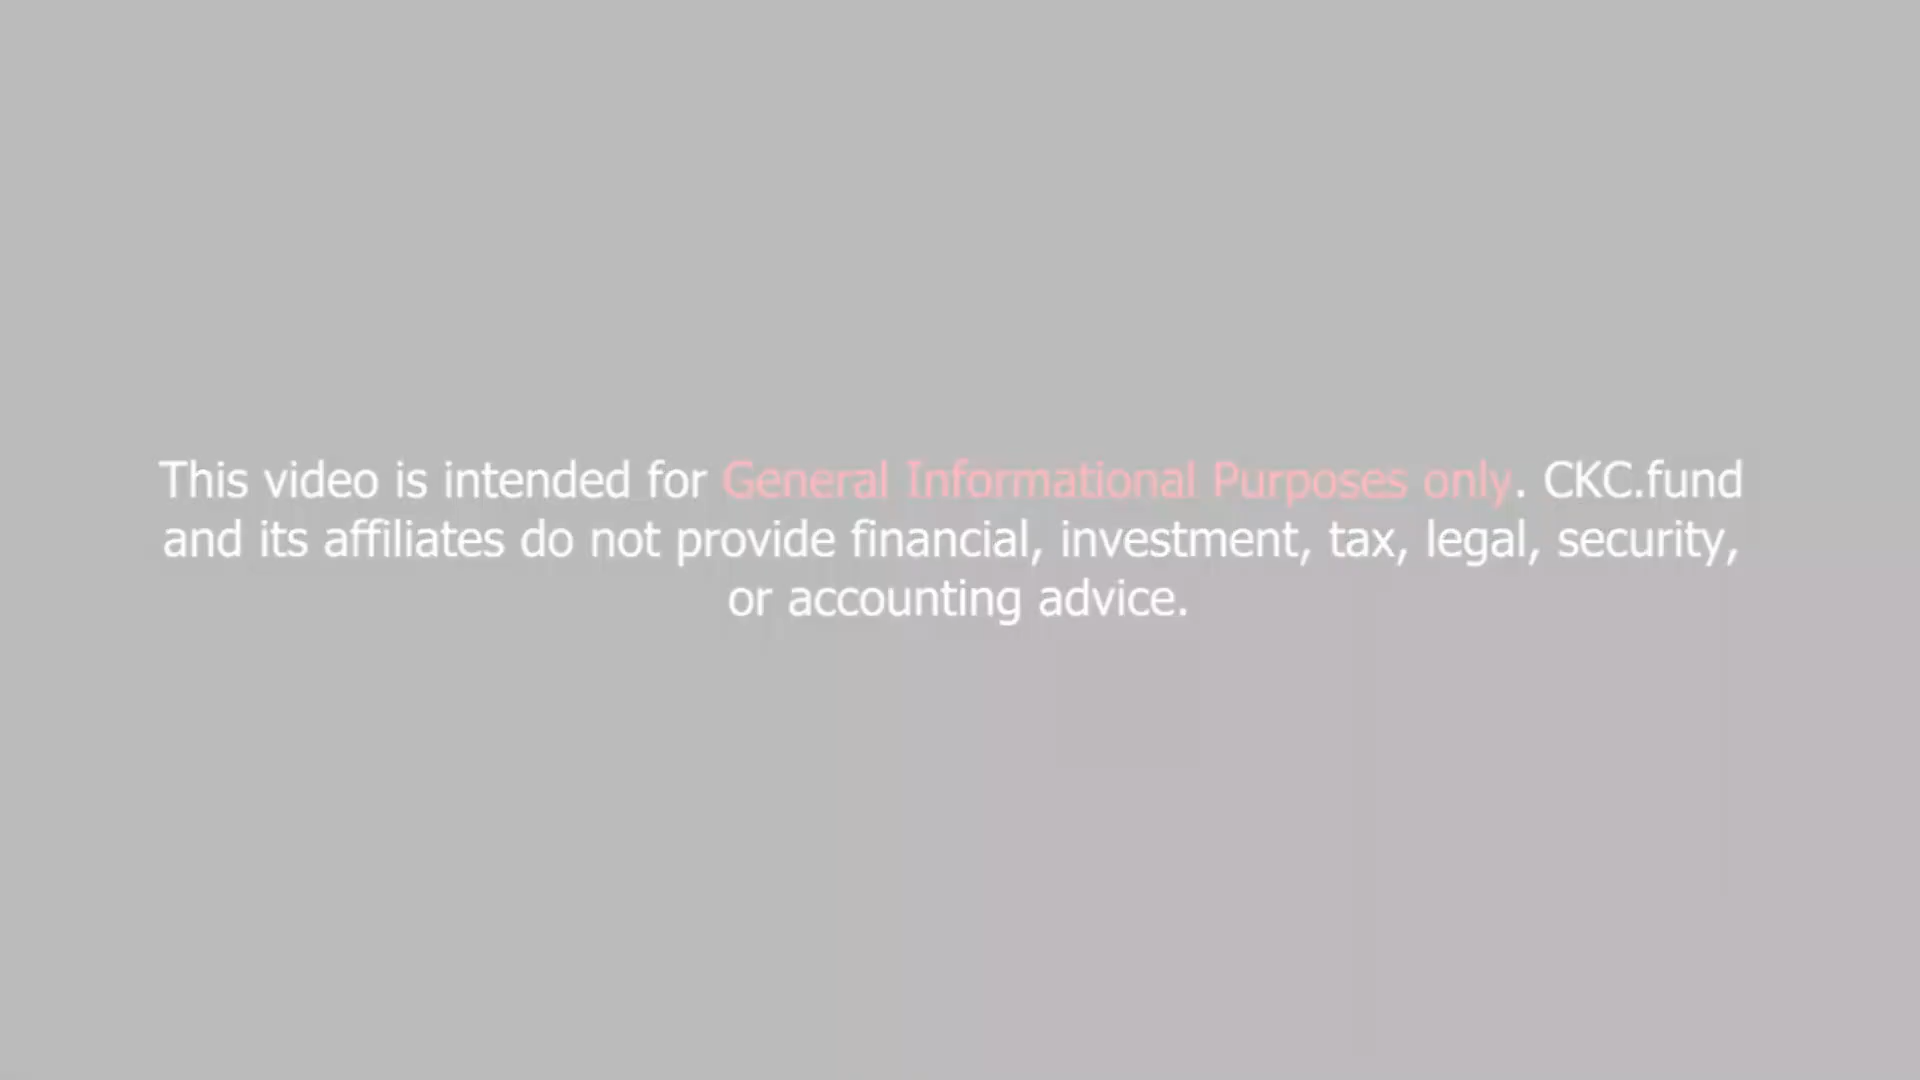 This video is intended for General Informational Purposes only. CKC.fund
and its affiliates do not provide financial, investment, tax, legal, security,
or accounting advice.